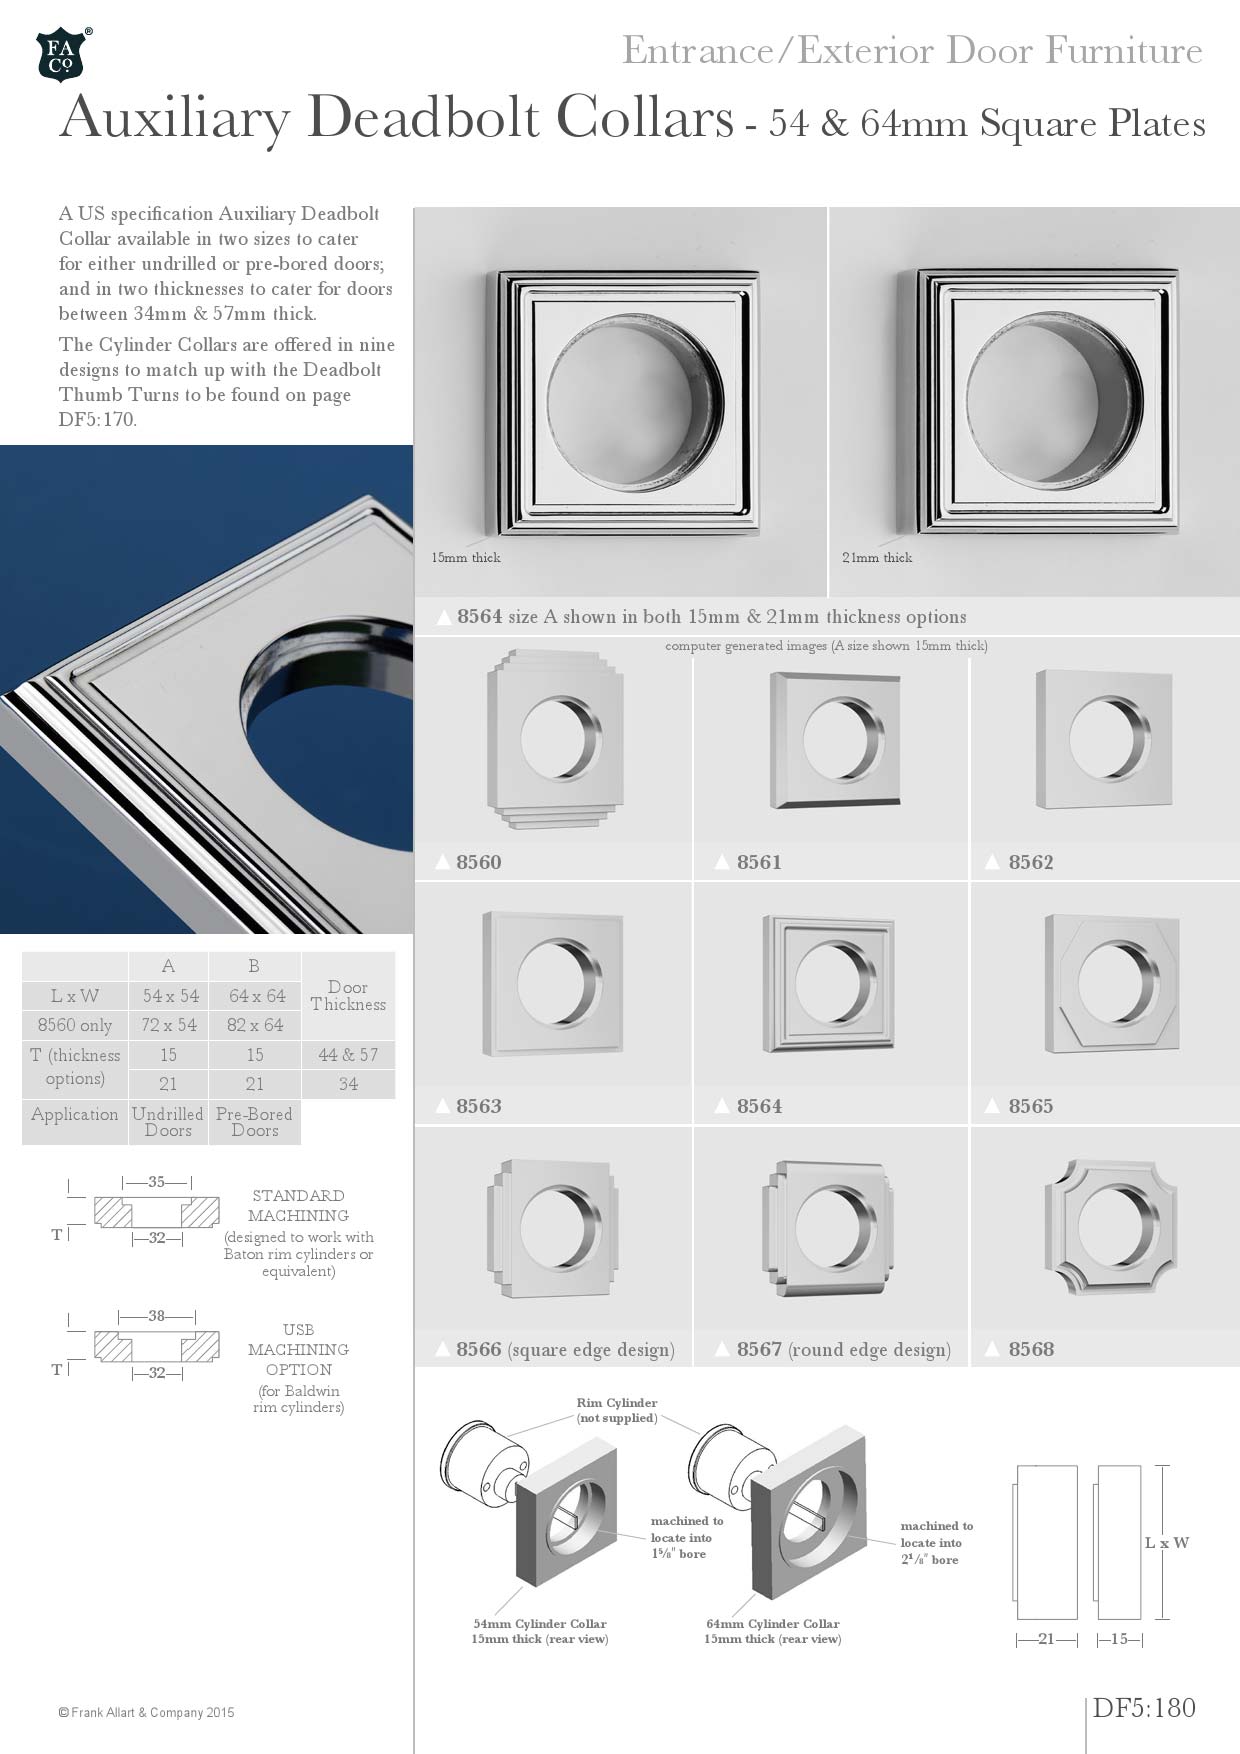 FA
Co.
®
Entrance/Exterior Door Furniture
Auxiliary Deadbolt Collars - 54 & 64mm Square Plates
A US specification Auxiliary Deadbolt
Collar available in two sizes to cater
for either undrilled or pre-bored doors;
and in two thicknesses to cater for doors
between 34mm & 57mm thick.
The Cylinder Collars are offered in nine
designs to match up with the Deadbolt
Thumb Turns to be found on page
DF5:170.
15mm thick
21mm thick
8564 size A shown in both 15mm & 21mm thickness options
computer generated images (A size shown 15mm thick)
8560
8561
8562
8563
8564
8565
8566 (square edge design)
8567 (round edge design)
8568
A B Door Thickness
L x W 54 x 54 64 x 64
8560 only 72 x 54 82 x 64
T (thickness options) 15 15 44 & 57
21 21 34
Application Undrilled Doors Pre-Bored Doors
35
T
32
STANDARD
MACHINING
(designed to work with
Baton rim cylinders or
equivalent)
38
T
32
USB
MACHINING
OPTION
(for Baldwin
rim cylinders)
Rim Cylinder
(not supplied)
machined to
locate into
1⅝" bore
54mm Cylinder Collar
15mm thick (rear view)
machined to
locate into
2⅛" bore
64mm Cylinder Collar
15mm thick (rear view)
L x W
21
15
© Frank Allart & Company 2015
DF5:180